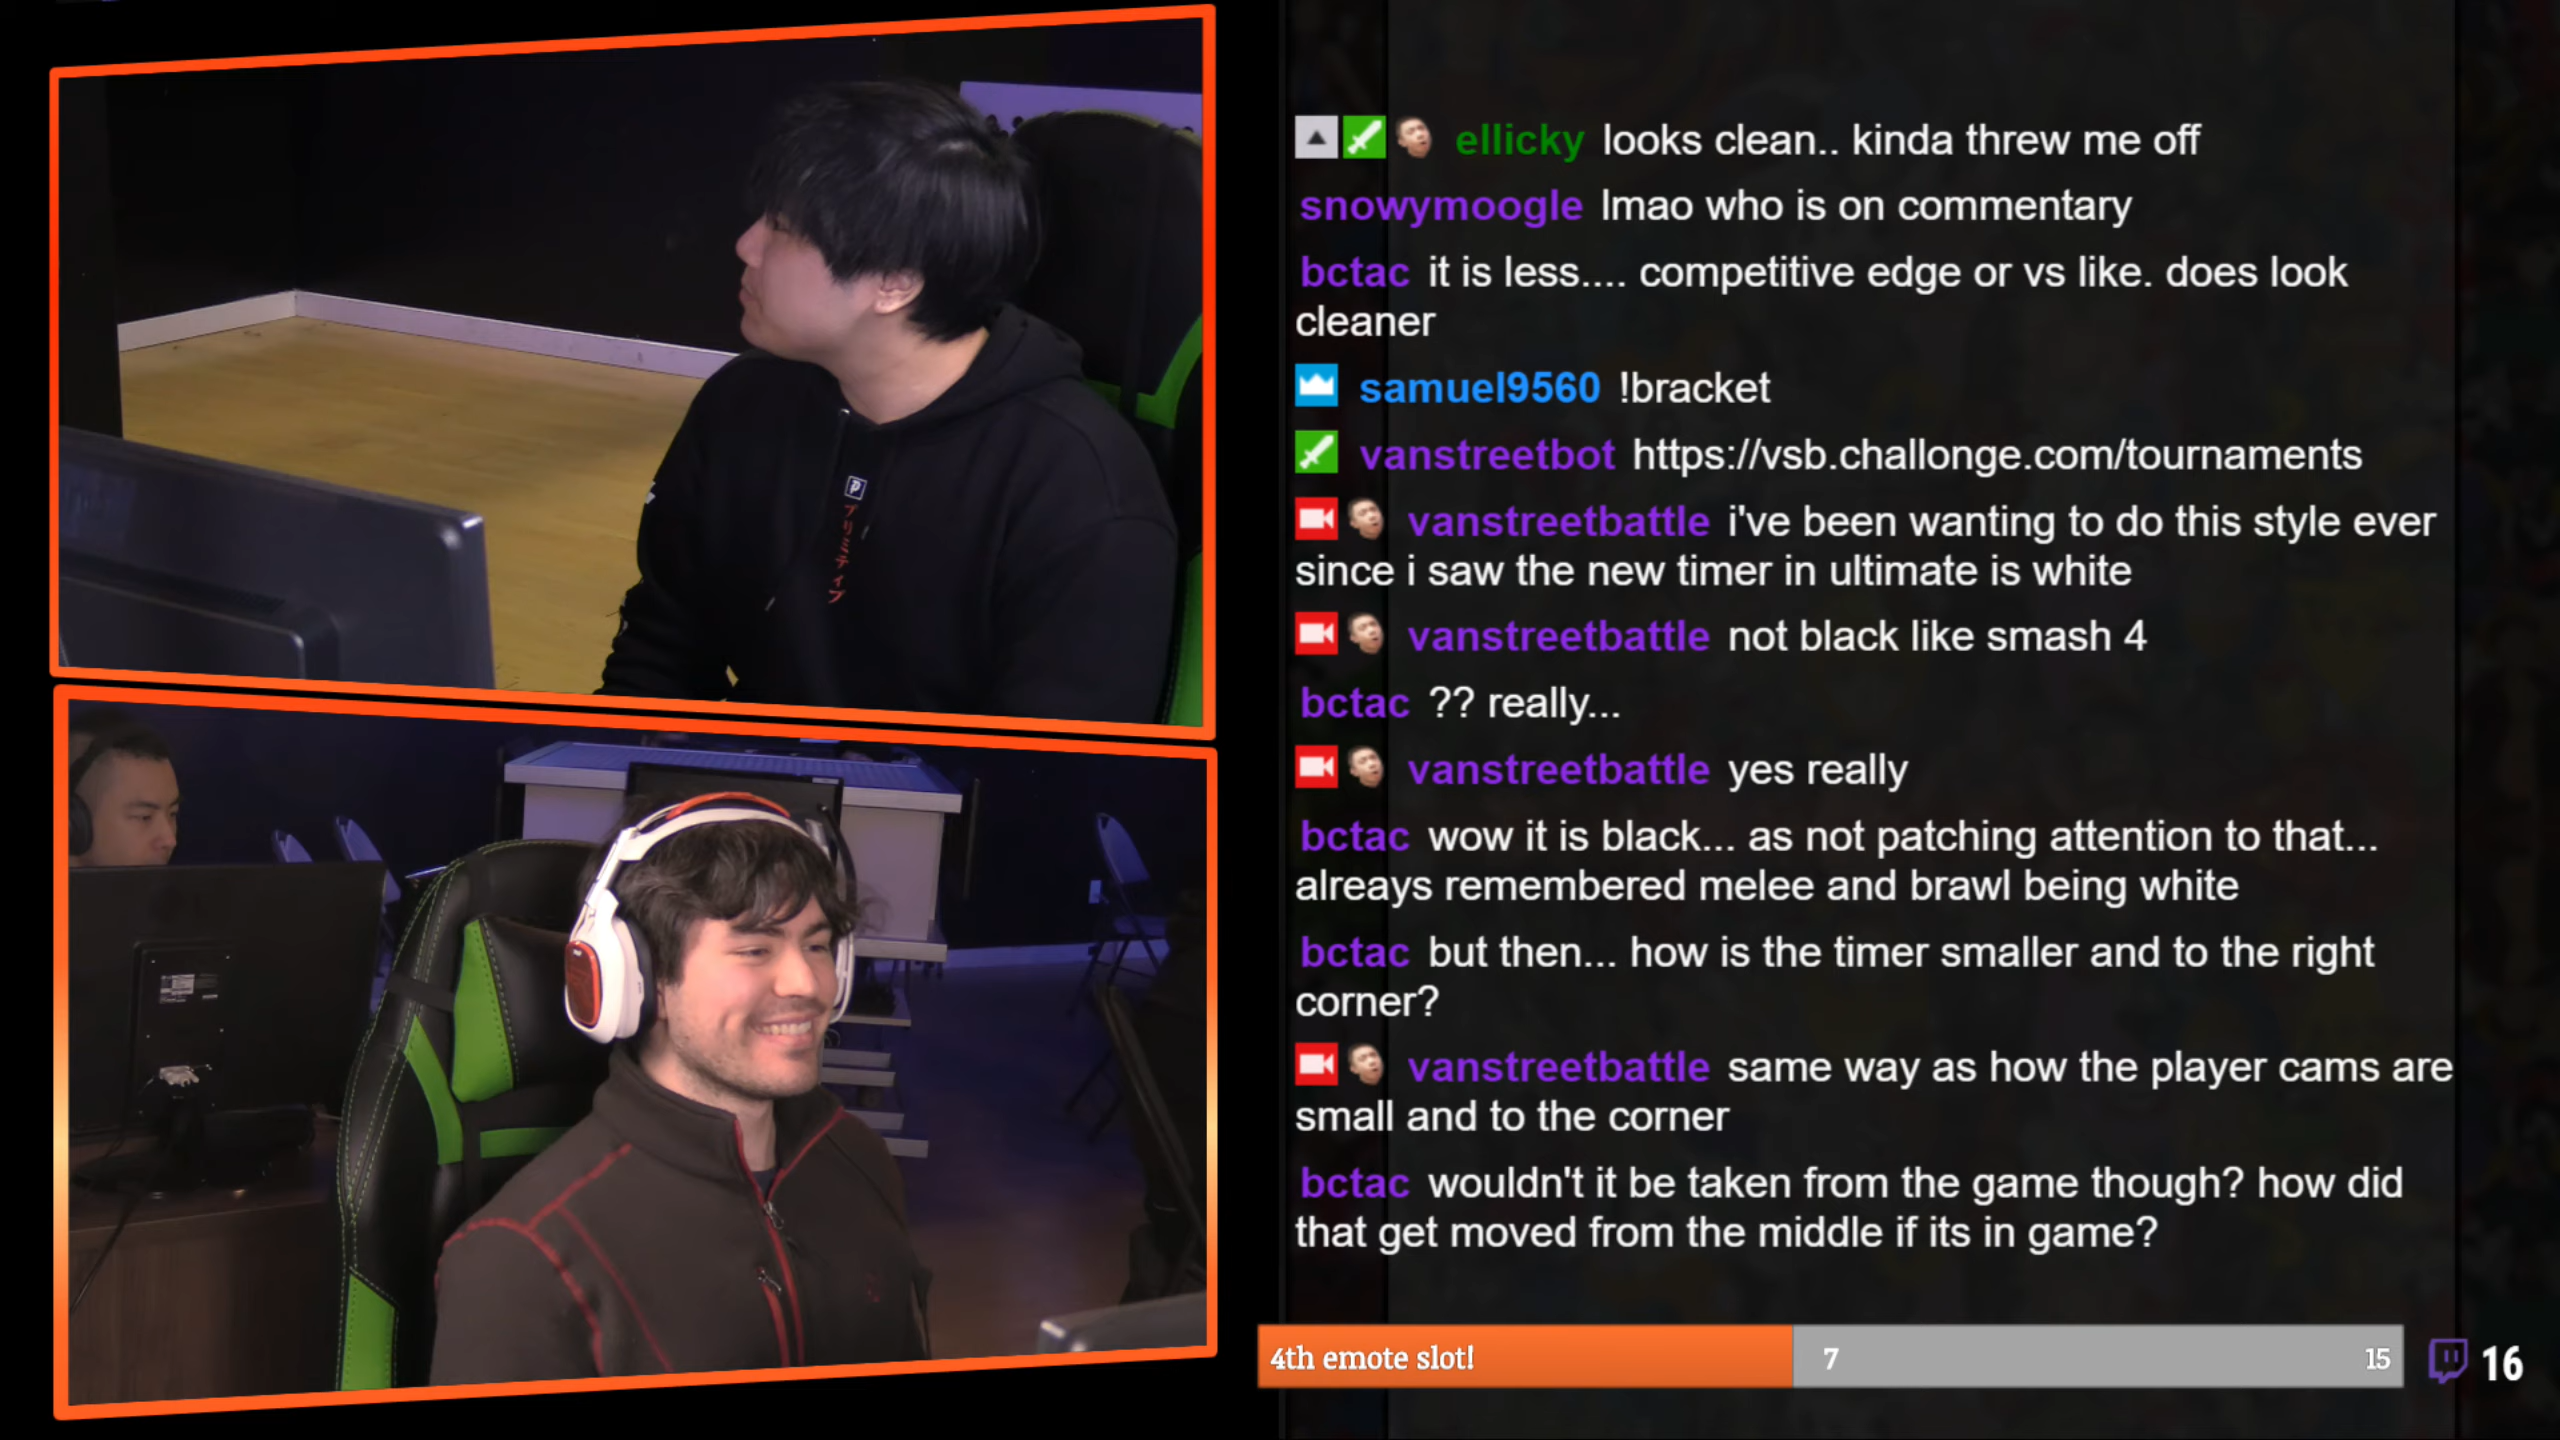 ellicky looks clean.. kinda threw me off
snowymoogle lmao who is on commentary
bctac it is less.... competitive edge or vs like. does look
cleaner
samuel9560 !bracket
vanstreetbot https://vsb.challonge.com/tournaments
vanstreetbattle i've been wanting to do this style ever
since i saw the new timer in ultimate is white
vanstreetbattle not black like smash 4
bctac ?? really...
vanstreetbattle yes really
bctac wow it is black... as not patching attention to that...
alreays remembered melee and brawl being white
bctac but then... how is the timer smaller and to the right
corner?
vanstreetbattle same way as how the player cams are
small and to the corner
bctac wouldn't it be taken from the game though? how did
that get moved from the middle if its in game?
4th emote slot! 7 15 16
P
プリミティブ